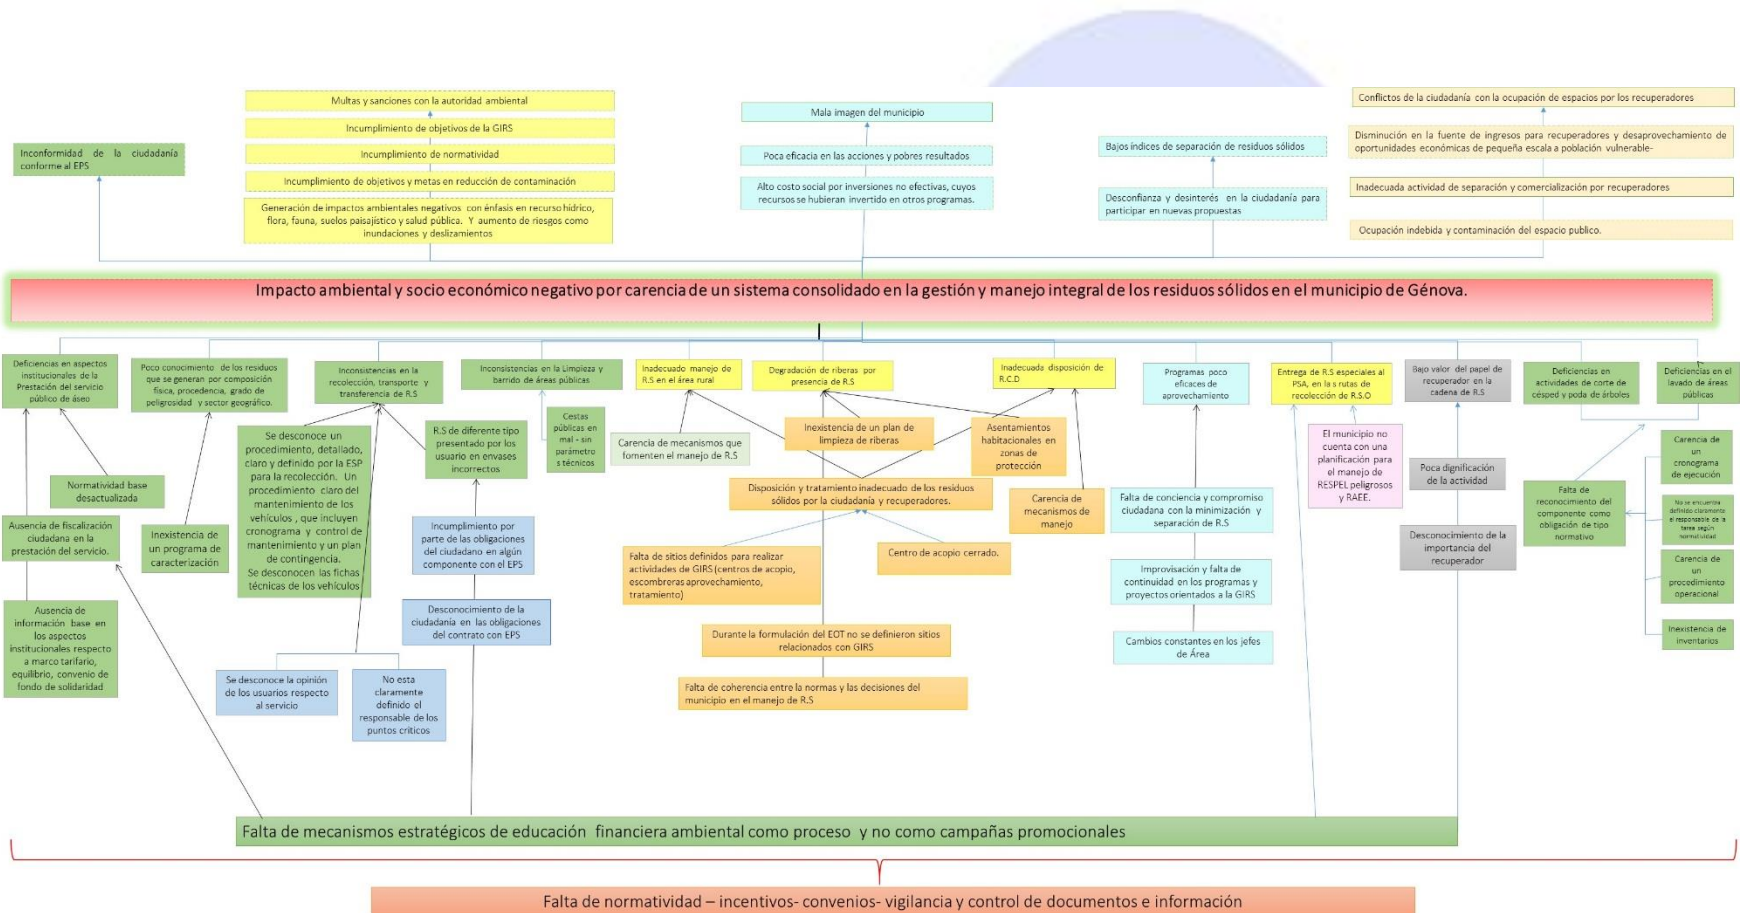 Multas y sanciones con la autoridad ambiental
Incumplimiento de objetivos de la GIRS
Incumplimiento de normatividad
Incumplimiento de objetivos y metas en reducción de contaminación
Generación de impactos ambientales negativos con énfasis en recurso hídrico,
flora, fauna, suelos paisajístico y salud pública. Y aumento de riesgos como
inundaciones y deslizamientos
Inconformidad de la ciudadanía
conforme al EPS
Mala imagen del municipio
Poca eficacia en las acciones y pobres resultados
Alto costo social por inversiones no efectivas, cuyos
recursos se hubieran invertido en otros programas.
Bajos índices de separación de residuos sólidos
Desconfianza y desinterés en la ciudadanía para
participar en nuevas propuestas
Conflictos de la ciudadanía con la ocupación de espacios por los recuperadores
Disminución en la fuente de ingresos para recuperadores y desaprovechamiento de
oportunidades económicas de pequeña escala a población vulnerable-
Inadecuada actividad de separación y comercialización por recuperadores
Ocupación indebida y contaminación del espacio publico.
Impacto ambiental y socio económico negativo por carencia de un sistema consolidado en la gestión y manejo integral de los residuos sólidos en el municipio de Génova.
Deficiencias en aspectos
institucionales de la
Prestación del servicio
público de áseo
Poco conocimiento de los residuos
que se generan por composición
física, procedencia, grado de
peligrosidad y sector geográfico.
Inconsistencias en la
recolección, transporte y
transferencia de R.S
Inconsistencias en la Limpieza y
barrido de áreas públicas
Inadecuado manejo de
R.S en el área rural
Degradación de riberas por
presencia de R.S
Inadecuada disposición de
R.C.D
Programas poco
eficaces de
aprovechamiento
Entrega de R.S especiales al
PSA, en la s rutas de
recolección de R.S.O
Bajo valor del papel de
recuperador en la
cadena de R.S
Deficiencias en
actividades de corte de
césped y poda de árboles
Deficiencias en el
lavado de áreas
públicas
Normatividad base
desactualizada
Ausencia de fiscalización
ciudadana en la
prestación del servicio.
Ausencia de
información base en
los aspectos
institucionales respecto
a marco tarifario,
equilibrio, convenio de
fondo de solidaridad
Inexistencia de
un programa de
caracterización
Se desconoce un
procedimiento, detallado,
claro y definido por la ESP
para la recolección. Un
procedimiento claro del
mantenimiento de los
vehículos , que incluyen
cronograma y control de
mantenimiento y un plan
de contingencia.
Se desconocen las fichas
técnicas de los vehículos
R.S de diferente tipo
presentado por los
usuario en envases
incorrectos
Cestas
públicas en
mal - sin
parámetro
s técnicos
Incumplimiento por
parte de las obligaciones
del ciudadano en algún
componente con el EPS
Desconocimiento de la
ciudadanía en las obligaciones
del contrato con EPS
Se desconoce la opinión
de los usuarios respecto
al servicio
No esta
claramente
definido el
responsable de los
puntos criticos
Carencia de mecanismos que
fomenten el manejo de R.S
Inexistencia de un plan de
limpieza de riberas
Asentamientos
habitacionales en
zonas de
protección
Disposición y tratamiento inadecuado de los residuos
sólidos por la ciudadanía y recuperadores.
Carencia de
mecanismos de
manejo
Falta de sitios definidos para realizar
actividades de GIRS (centros de acopio,
escombreras aprovechamiento,
tratamiento)
Centro de acopio cerrado.
Durante la formulación del EOT no se definieron sitios
relacionados con GIRS
Falta de coherencia entre la normas y las decisiones del
municipio en el manejo de R.S
Falta de conciencia y compromiso
ciudadana con la minimización y
separación de R.S
Improvisación y falta de
continuidad en los programas y
proyectos orientados a la GIRS
Cambios constantes en los jefes
de Área
El municipio no
cuenta con una
planificación para
el manejo de
RESPEL peligrosos
y RAEE.
Poca dignificación
de la actividad
Desconocimiento de la
importancia del
recuperador
Falta de
reconocimiento del
componente como
obligación de tipo
normativo
Carencia de
un
cronograma
de ejecución
No se encuentra
definido claramente
el responsable de la
tarea según
normatividad
Carencia de
un
procedimiento
operacional
Inexistencia de
inventarios
Falta de mecanismos estratégicos de educación financiera ambiental como proceso y no como campañas promocionales
Falta de normatividad – incentivos- convenios- vigilancia y control de documentos e información